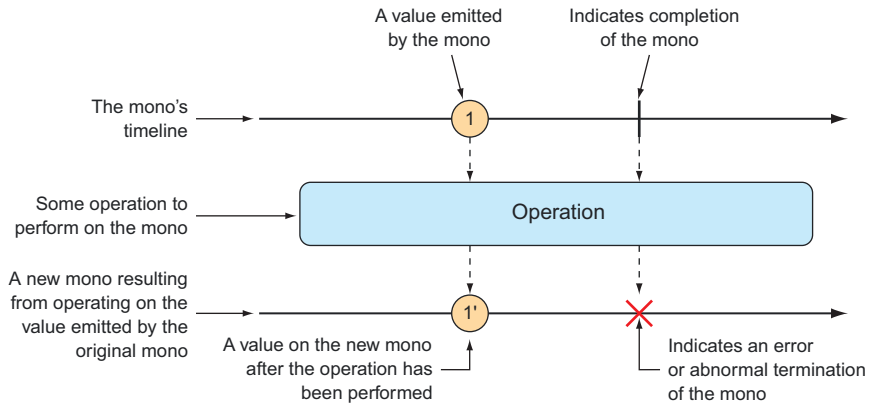 A value emitted
by the mono
Indicates completion
of the mono
The mono's
timeline
1
Some operation to
perform on the mono
Operation
A new mono resulting
from operating on the
value emitted by the
original mono
1'
A value on the new mono
after the operation has
been performed
Indicates an error
or abnormal termination
of the mono